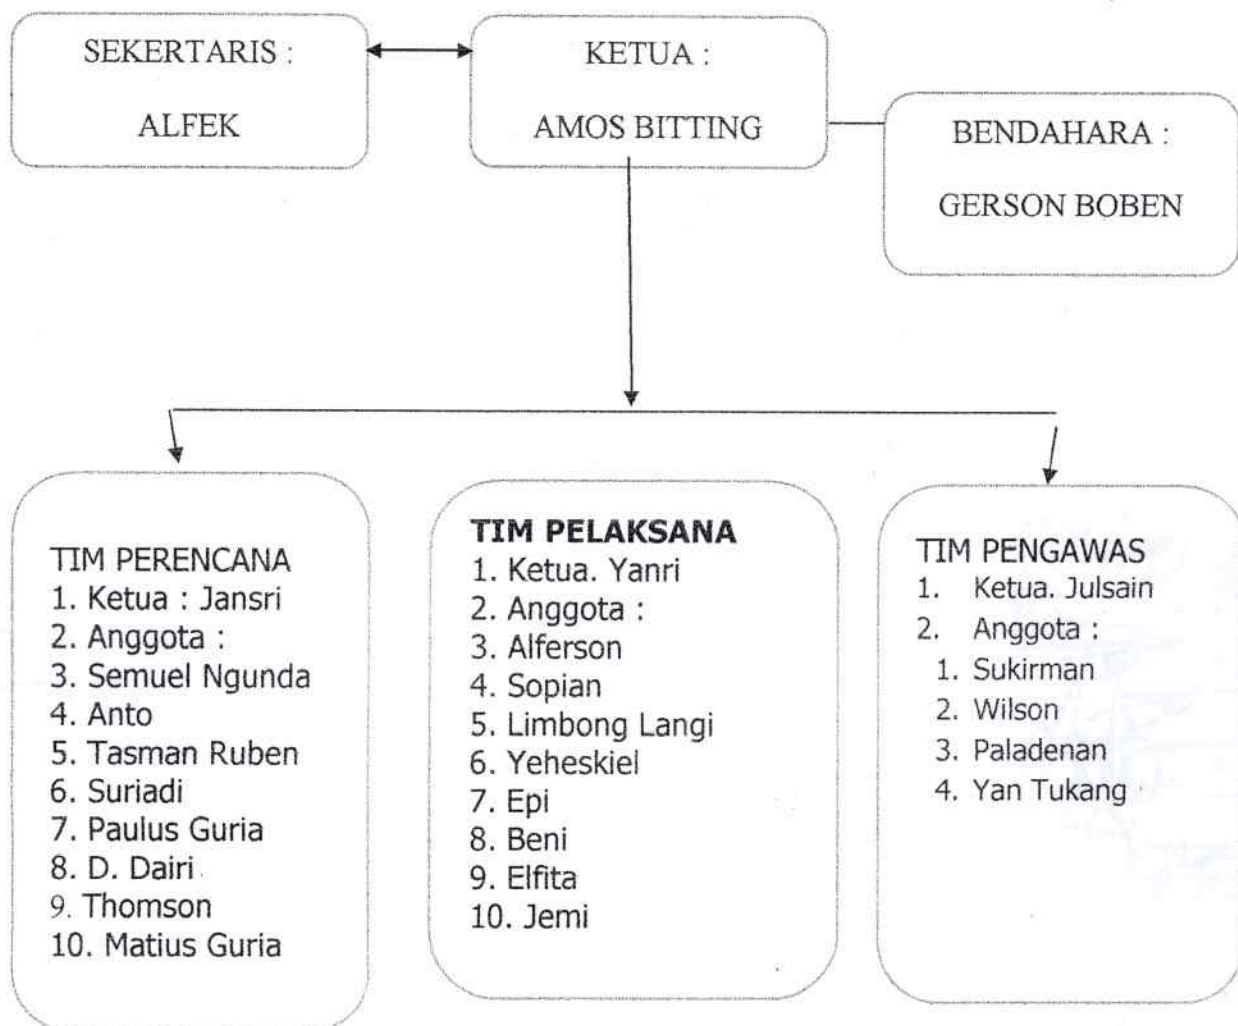 SEKERTARIS :
ALFEK
KETUA :
AMOS BITTING
BENDAHARA :
GERSON BOBEN
TIM PERENCANA
1. Ketua : Jansri
2. Anggota :
3. Semuel Ngunda
4. Anto
5. Tasman Ruben
6. Suriadi
7. Paulus Guria
8. D. Dairi
9. Thomson
10. Matius Guria
TIM PELAKSANA
1. Ketua. Yanri
2. Anggota :
3. Alferson
4. Sopian
5. Limbong Langi
6. Yeheskiel
7. Epi
8. Beni
9. Elfita
10. Jemi
TIM PENGAWAS
1. Ketua. Julsain
2. Anggota :
1. Sukirman
2. Wilson
3. Paladenan
4. Yan Tukang